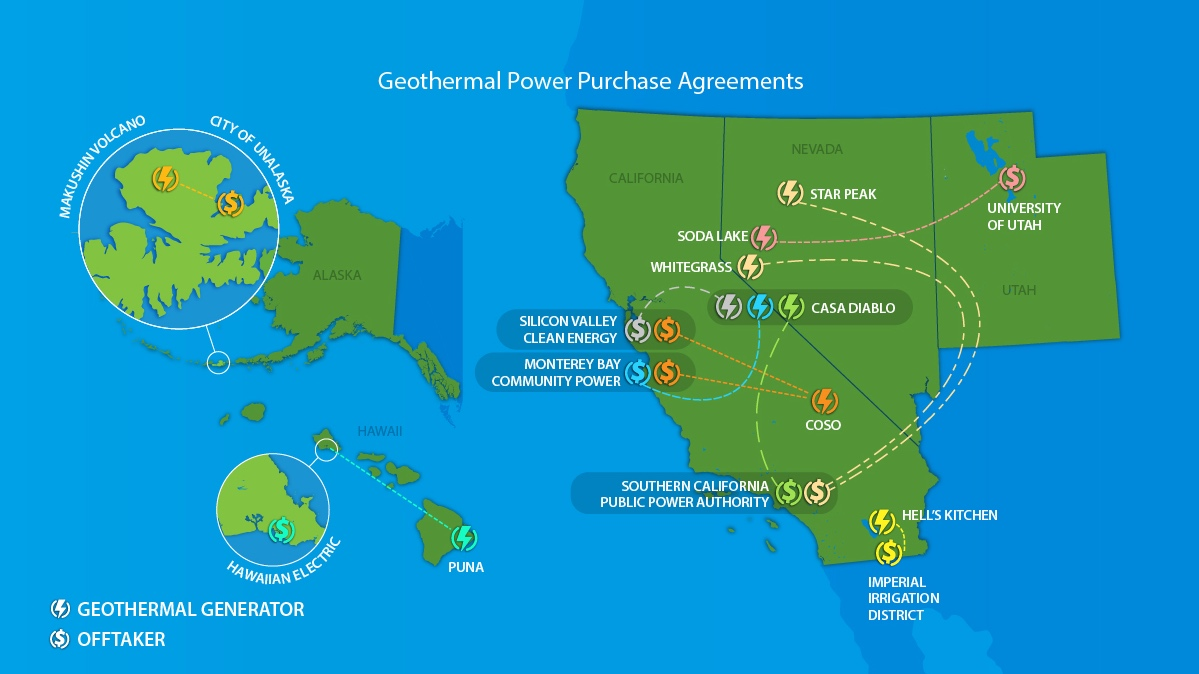 Geothermal Power Purchase Agreements
MAKUSHIN VOLCANO
CITY OF UNALASKA
ALASKA
CALIFORNIA
NEVADA
STAR PEAK
UNIVERSITY
OF UTAH
SODA LAKE
WHITEGRASS
UTAH
CASA DIABLO
SILICON VALLEY
CLEAN ENERGY
MONTEREY BAY
COMMUNITY POWER
COSO
HAWAII
SOUTHERN CALIFORNIA
PUBLIC POWER AUTHORITY
HELL'S KITCHEN
HAWAIIAN ELECTRIC
PUNA
IMPERIAL
IRRIGATION
DISTRICT
GEOTHERMAL GENERATOR
$ OFFTAKER